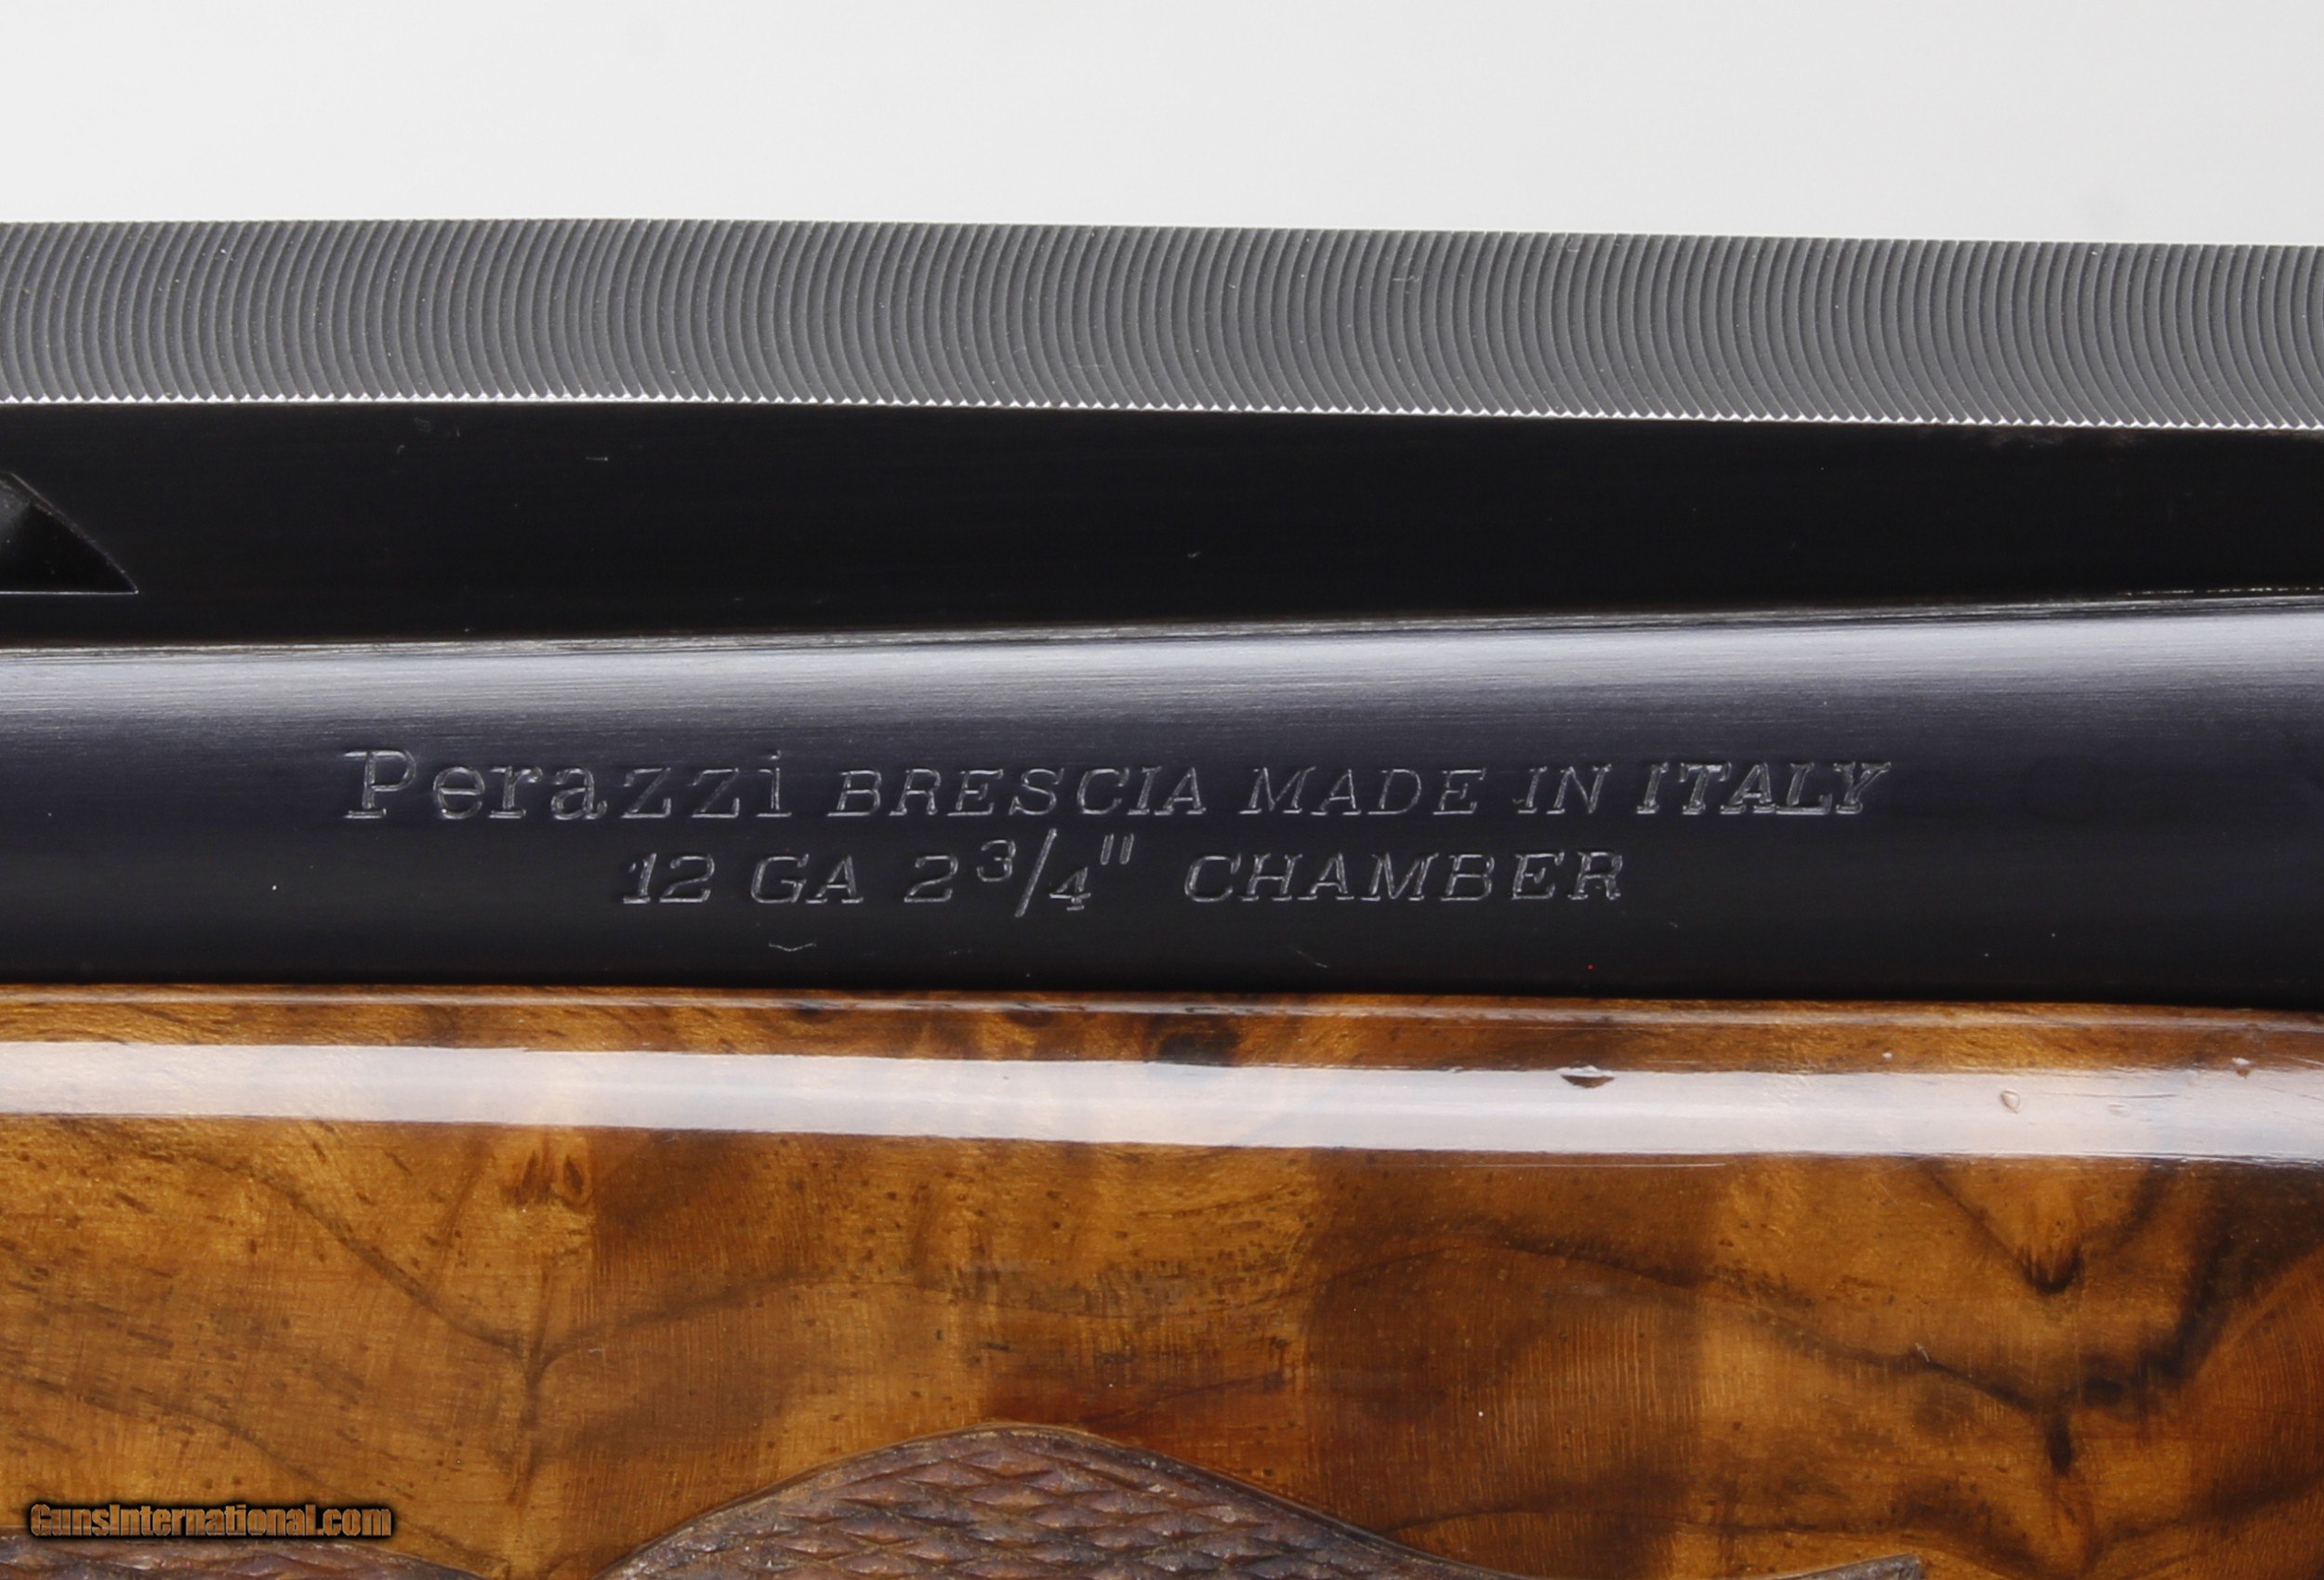 Perazzi BRESCIA MADE IN ITALY
12 GA 2 3/4" CHAMBER
GunsInternational.com